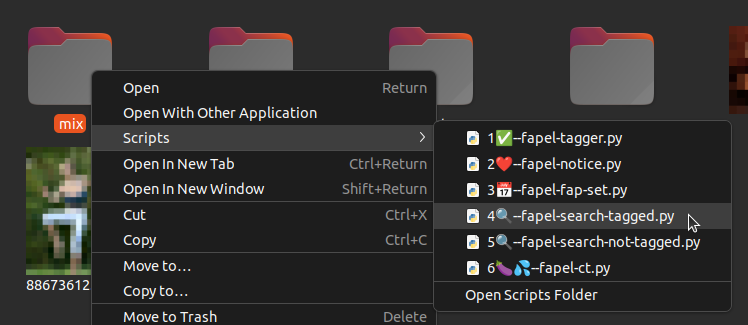 mix
88673612
Open Return
Open With Other Application
Scripts
Open In New Tab Ctrl+Return
Open In New Window Shift+Return
Cut Ctrl+X
Copy Ctrl+C
Move to…
Copy to…
Move to Trash Delete
1✅--fapel-tagger.py
2❤️--fapel-notice.py
3📅--fapel-fap-set.py
4🔍--fapel-search-tagged.py
5🔍--fapel-search-not-tagged.py
6🍆💦--fapel-ct.py
Open Scripts Folder